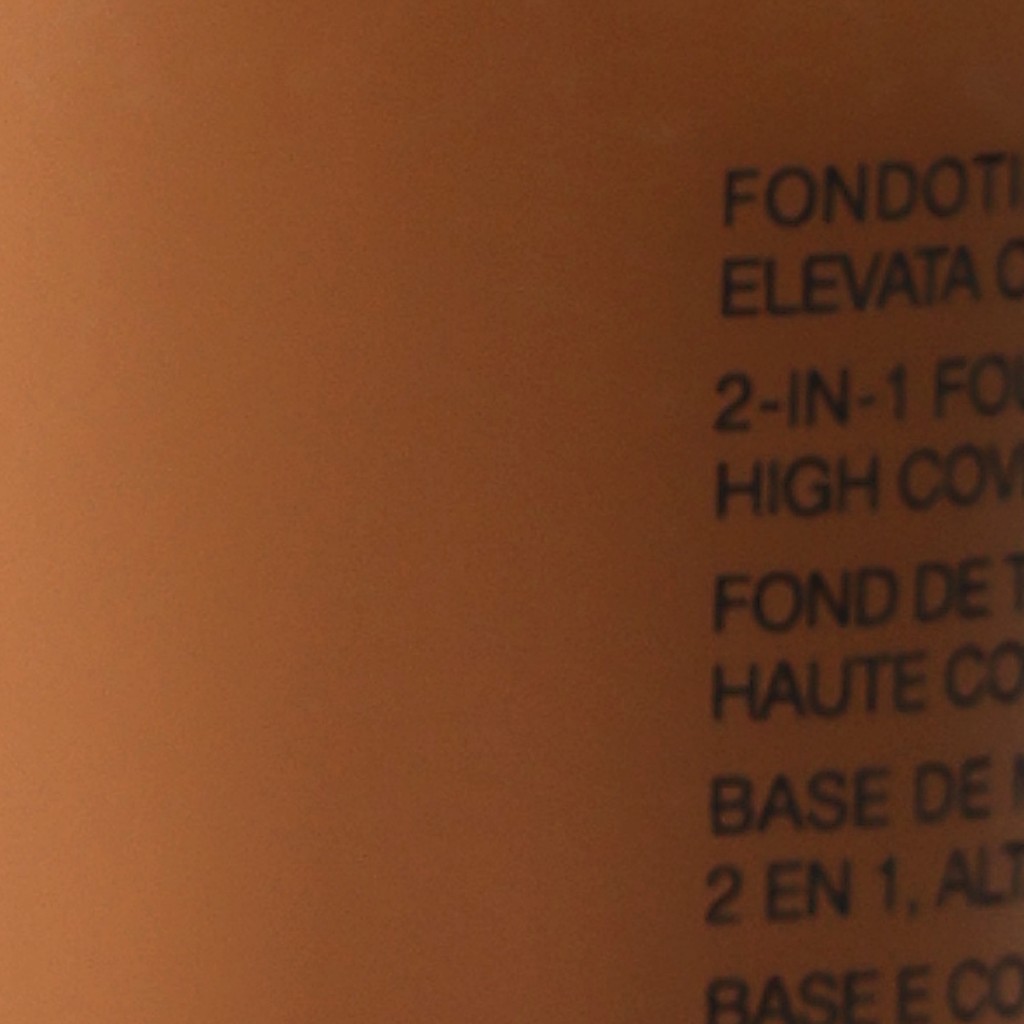 FONDOTI
ELEVATA C
2-IN-1 FOU
HIGH COV
FOND DE T
HAUTE CO
BASE DE
2 EN 1, ALT
BASE E CO